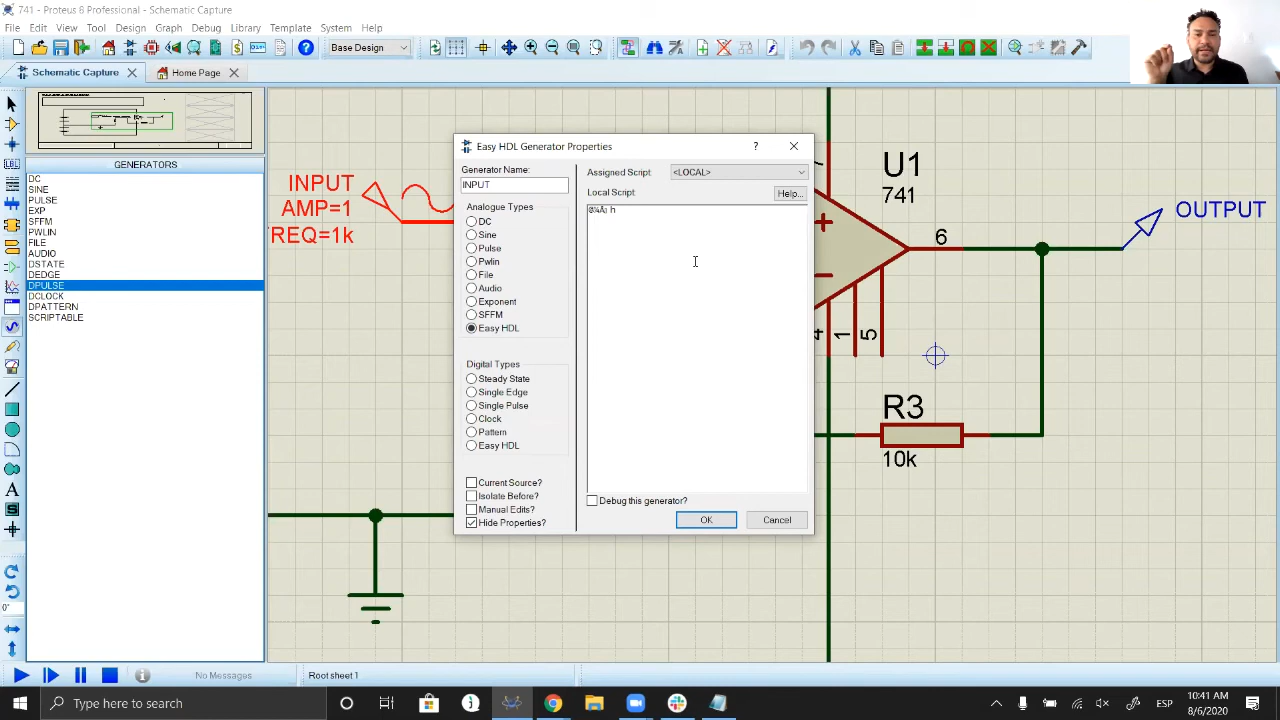 741 - Proteus 6 Professional - Schematic Capture
File Edit View Tool Design Graph Debug Library Template System Help
Base Design
Schematic Capture Home Page
GENERATORS
DC
SINE
PULSE
EXP
SFFM
PWLIN
FILE
AUDIO
DSTATE
DEDGE
DPULSE
DCLOCK
DPATTERN
SCRIPTABLE
LBL
0°
INPUT
AMP=1
REQ=1k
Easy HDL Generator Properties
Generator Name:
INPUT
Analogue Types
DC
Sine
Pulse
Pwlin
File
Audio
Exponent
SFFM
Easy HDL
Digital Types
Steady State
Single Edge
Single Pulse
Clock
Pattern
Easy HDL
Current Source?
Isolate Before?
Manual Edits?
Hide Properties?
Assigned Script: <LOCAL>
Local Script:
Help...
Debug this generator?
OK Cancel
U1
741
6
OUTPUT
4 1 5
R3
10k
No Messages
Root sheet 1
Type here to search
ESP
10:41 AM
8/6/2020